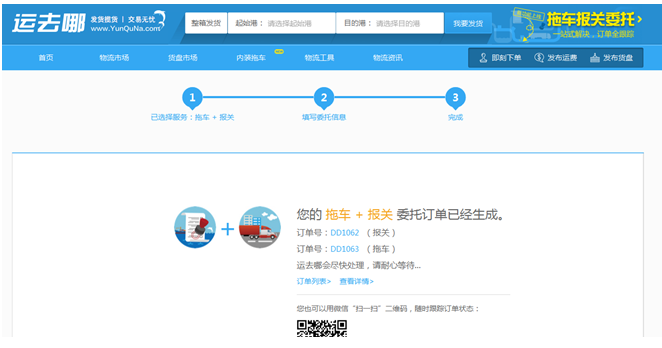 运去哪 发货揽货 | 交易无忧 www.YunQuNa.com
整箱发货 起始港： 请选择起始港 目的港： 请选择目的港 我要发货
拖车报关委托>
一站式解决，订单全跟踪
首页 物流市场 货盘市场 内装拖车 物流工具 物流资讯 即刻下单 发布运费 发布货盘
1 2 3
已选择服务：拖车 + 报关 填写委托信息 完成
您的 拖车 + 报关 委托订单已经生成。
订单号：DD1062 （报关）
订单号：DD1063 （拖车）
运去哪会尽快处理，请耐心等待...
订单列表> 查看详情>
您也可以用微信“扫一扫”二维码，随时跟踪订单状态：